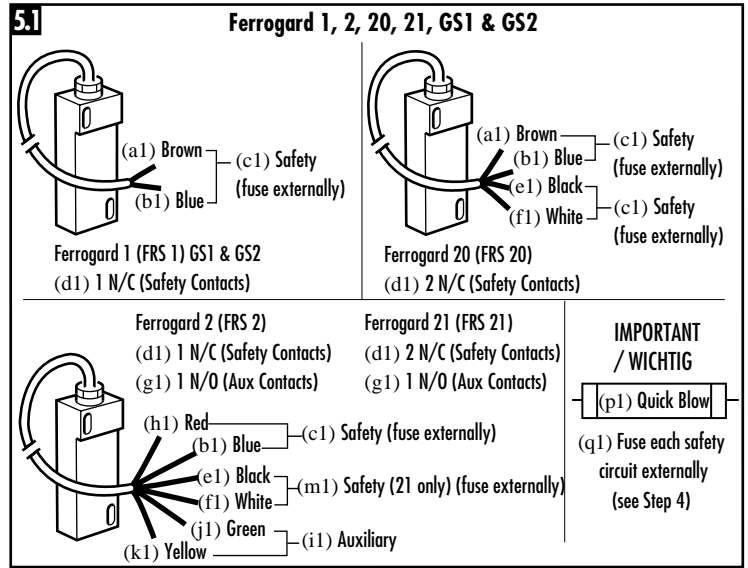 5.1
Ferrogard 1, 2, 20, 21, GS1 & GS2
(a1) Brown
(b1) Blue
(c1) Safety
(fuse externally)
Ferrogard 1 (FRS 1) GS1 & GS2
(d1) 1 N/C (Safety Contacts)
(a1) Brown
(b1) Blue
(c1) Safety
(fuse externally)
(e1) Black
(f1) White
(c1) Safety
(fuse externally)
Ferrogard 20 (FRS 20)
(d1) 2 N/C (Safety Contacts)
Ferrogard 2 (FRS 2)
(d1) 1 N/C (Safety Contacts)
(g1) 1 N/O (Aux Contacts)
Ferrogard 21 (FRS 21)
(d1) 2 N/C (Safety Contacts)
(g1) 1 N/O (Aux Contacts)
(h1) Red
(b1) Blue
(c1) Safety (fuse externally)
(e1) Black
(f1) White
(m1) Safety (21 only) (fuse externally)
(j1) Green
(k1) Yellow
(i1) Auxiliary
IMPORTANT
/ WICHTIG
(p1) Quick Blow
(q1) Fuse each safety
circuit externally
(see Step 4)